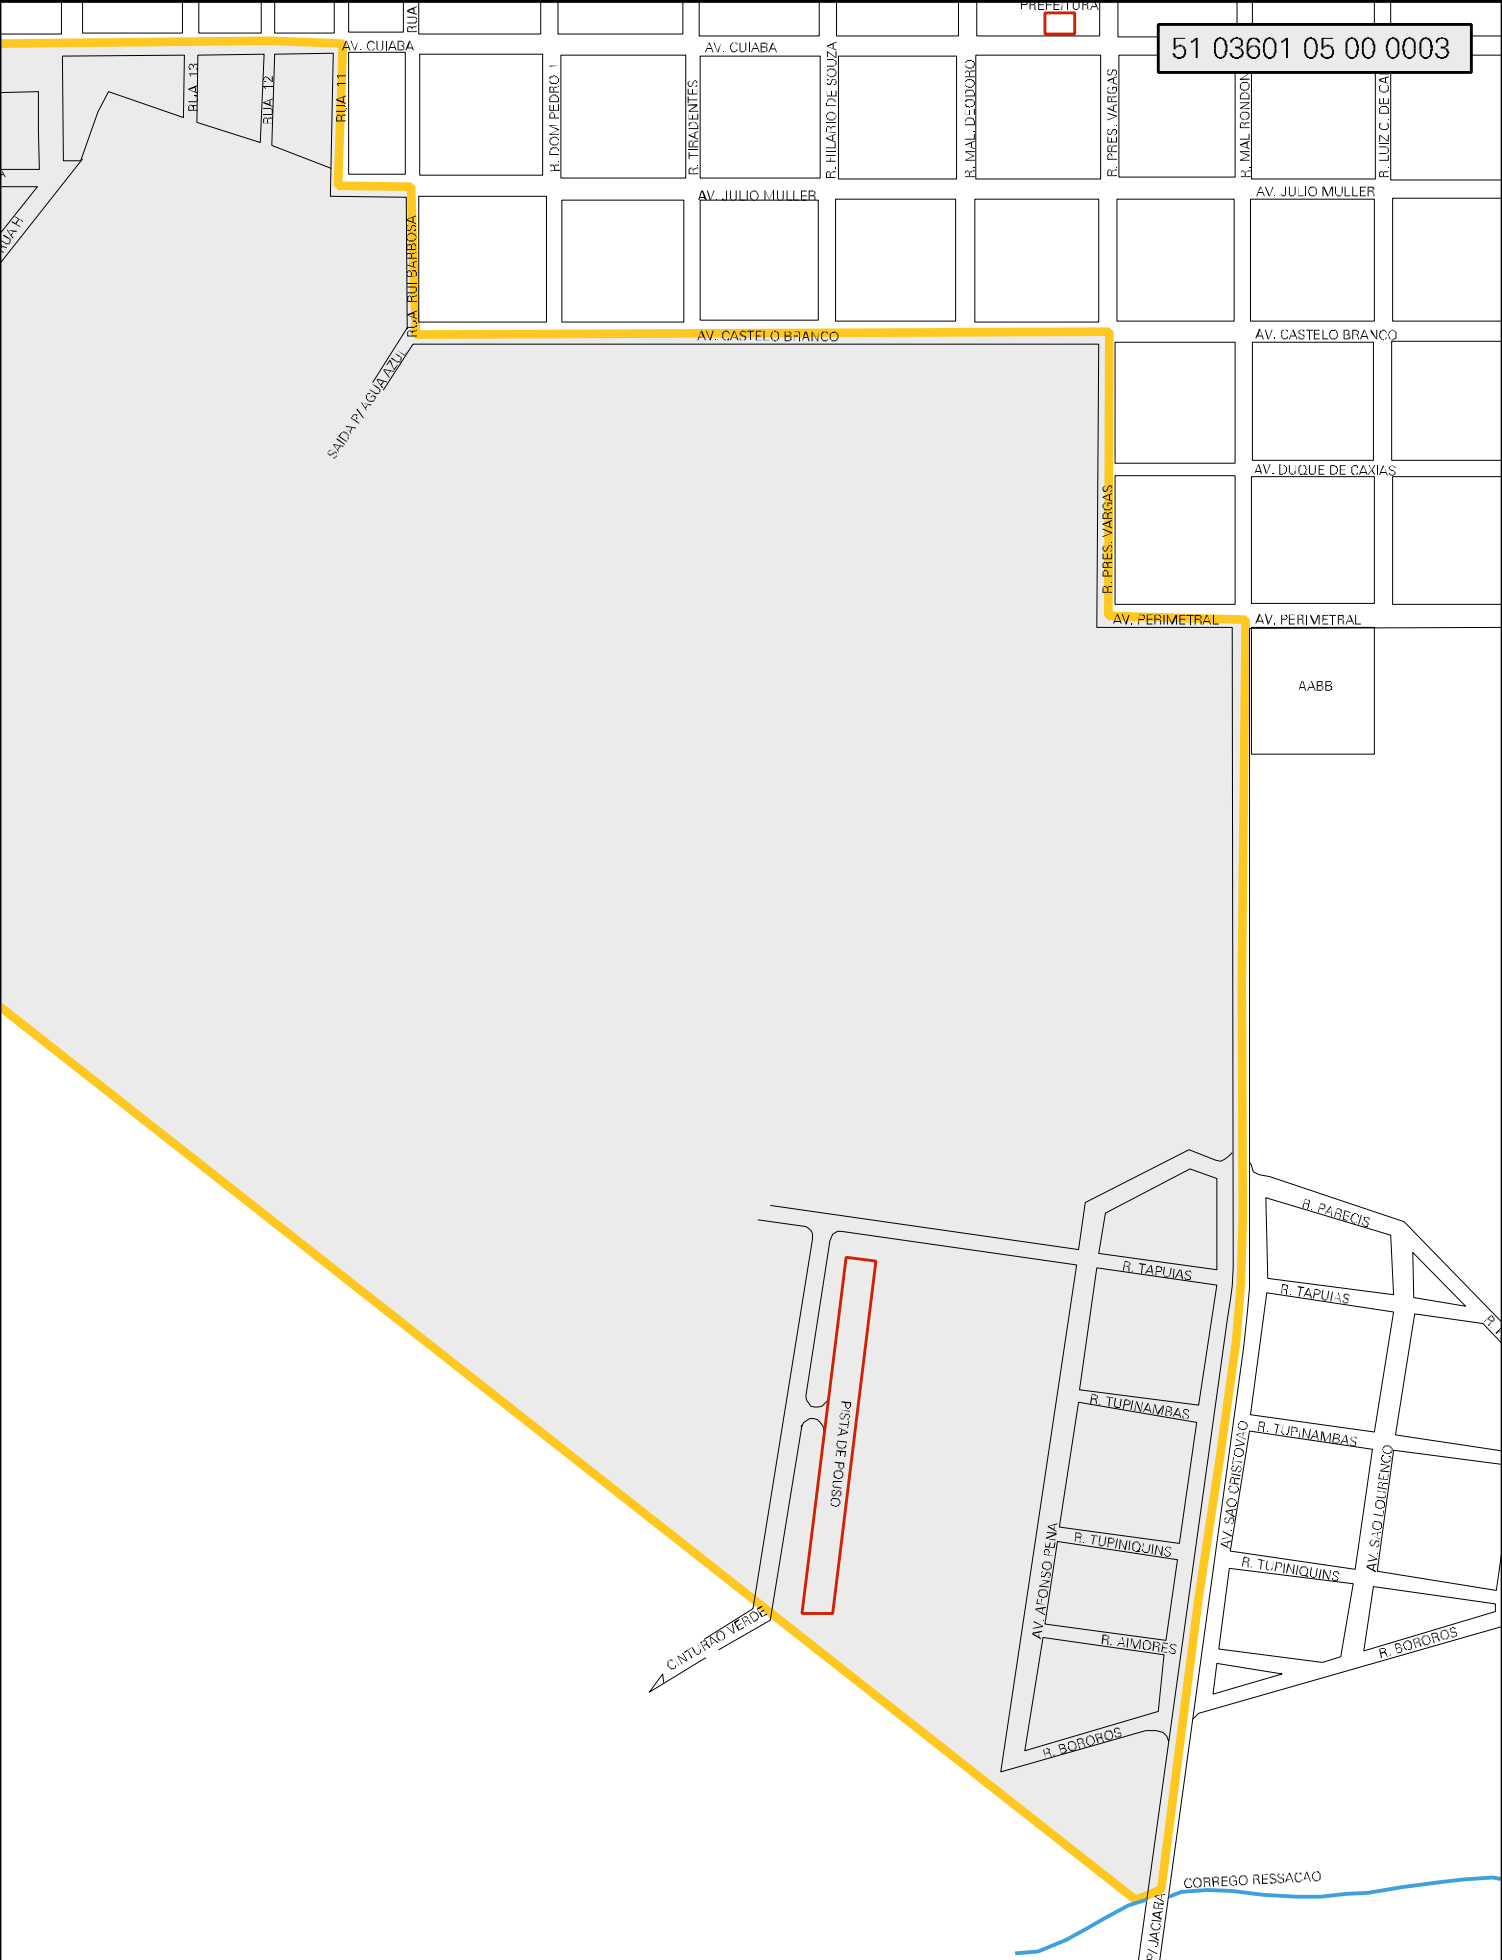 PREFEITURA
RUA
51 03601 05 00 0003
AV. CUIABA
AV. CUIABA
RUA 13
RUA 12
RUA 11
R. DOM PEDRO I
R. TIRADENTES
R. HILARIO DE SOUZA
R. MAL. DEODORO
R. PRES. VARGAS
R. MAL RONDON
R. LUIZ C. DE CA
AV. JULIO MULLER
AV. JULIO MULLER
RUA H
RUA RUI BARBOSA
AV. CASTELO BRANCO
AV. CASTELO BRANCO
SAIDA P/ AGUA AZUL
AV. DUQUE DE CAXIAS
R. PRES. VARGAS
AV. PERIMETRAL
AV. PERIMETRAL
AABB
R. PARECIS
R. TAPUIAS
R. TAPUIAS
R. TUPINAMBAS
R. TUPINAMBAS
PISTA DE POUSO
AV. SAO CRISTOVAO
AV. SAO LOURENCO
R. TUPINIQUINS
R. TUPINIQUINS
AV. AFONSO PENA
CINTURAO VERDE
R. AIMORES
R. BOROROS
R. BOROROS
CORREGO RESSACAO
P/ JACIARA